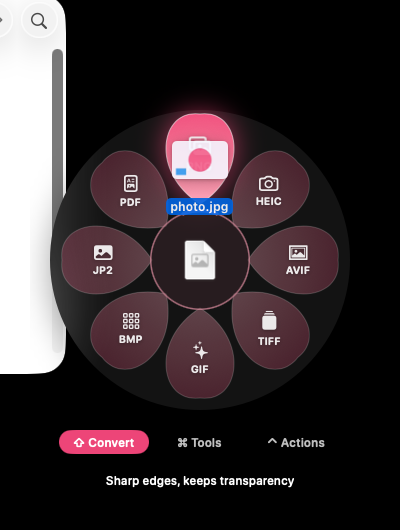 photo.jpg
PDF
HEIC
JP2
AVIF
BMP
TIFF
GIF
⇧ Convert
⌘ Tools
⌃ Actions
Sharp edges, keeps transparency